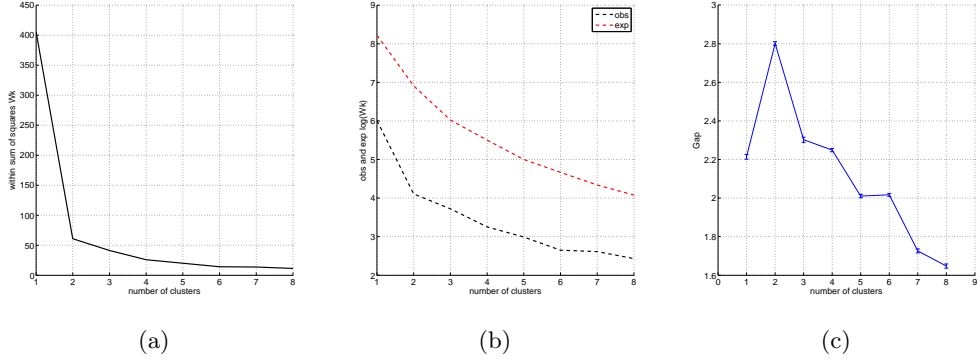 450
400
350
300
250
200
150
100
50
0
within sum of squares Wk
1 2 3 4 5 6 7 8
number of clusters
(a)
9
8
7
6
5
4
3
2
obs and exp log(Wk)
obs
exp
1 2 3 4 5 6 7 8
number of clusters
(b)
3
2.8
2.6
2.4
2.2
2
1.8
1.6
Gap
0 1 2 3 4 5 6 7 8 9
number of clusters
(c)